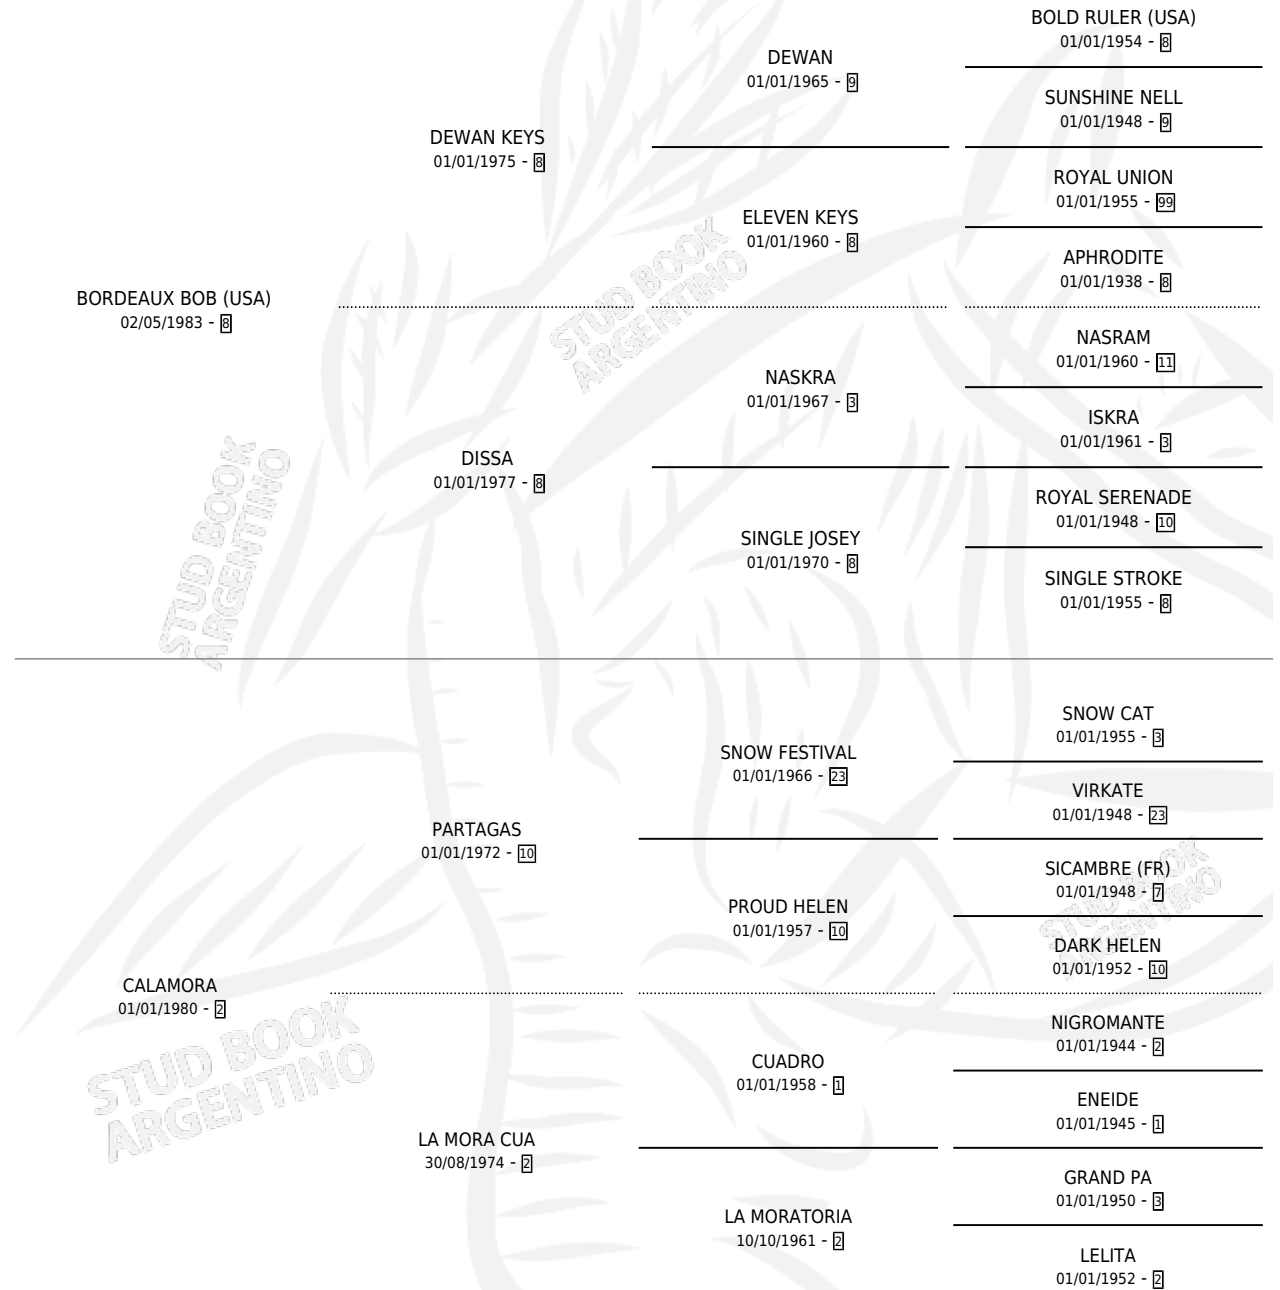 BOLD RULER (USA)
01/01/1954 - 8
DEWAN
01/01/1965 - 9
SUNSHINE NELL
01/01/1948 - 9
DEWAN KEYS
01/01/1975 - 8
ROYAL UNION
01/01/1955 - 99
ELEVEN KEYS
01/01/1960 - 8
APHRODITE
01/01/1938 - 8
BORDEAUX BOB (USA)
02/05/1983 - 8
STUD BOOK
ARGENTINO
NASRAM
01/01/1960 - 11
NASKRA
01/01/1967 - 3
ISKRA
01/01/1961 - 3
DISSA
01/01/1977 - 8
ROYAL SERENADE
01/01/1948 - 10
SINGLE JOSEY
01/01/1970 - 8
SINGLE STROKE
01/01/1955 - 8
STUD BOOK
ARGENTINO
SNOW CAT
01/01/1955 - 3
SNOW FESTIVAL
01/01/1966 - 23
VIRKATE
01/01/1948 - 23
PARTAGAS
01/01/1972 - 10
SICAMBRE (FR)
01/01/1948 - 7
PROUD HELEN
01/01/1957 - 10
STUD BOOK
ARGENTINO
DARK HELEN
01/01/1952 - 10
CALAMORA
01/01/1980 - 2
NIGROMANTE
01/01/1944 - 2
STUD BOOK
ARGENTINO
CUADRO
01/01/1958 - 1
ENEIDE
01/01/1945 - 1
LA MORA CUA
30/08/1974 - 2
GRAND PA
01/01/1950 - 3
LA MORATORIA
10/10/1961 - 2
LELITA
01/01/1952 - 2